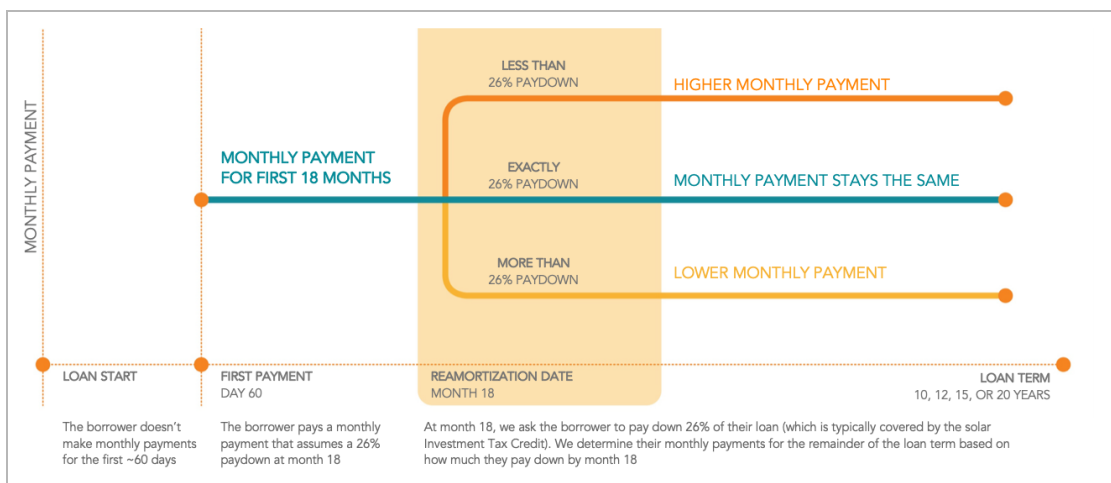 MONTHLY PAYMENT
LESS THAN
26% PAYDOWN
HIGHER MONTHLY PAYMENT
MONTHLY PAYMENT
FOR FIRST 18 MONTHS
EXACTLY
26% PAYDOWN
MONTHLY PAYMENT STAYS THE SAME
MORE THAN
26% PAYDOWN
LOWER MONTHLY PAYMENT
LOAN START
FIRST PAYMENT
DAY 60
REAMORTIZATION DATE
MONTH 18
LOAN TERM
10, 12, 15, OR 20 YEARS
The borrower doesn't
make monthly payments
for the first ~60 days
The borrower pays a monthly
payment that assumes a 26%
paydown at month 18
At month 18, we ask the borrower to pay down 26% of their loan (which is typically covered by the solar
Investment Tax Credit). We determine their monthly payments for the remainder of the loan term based on
how much they pay down by month 18